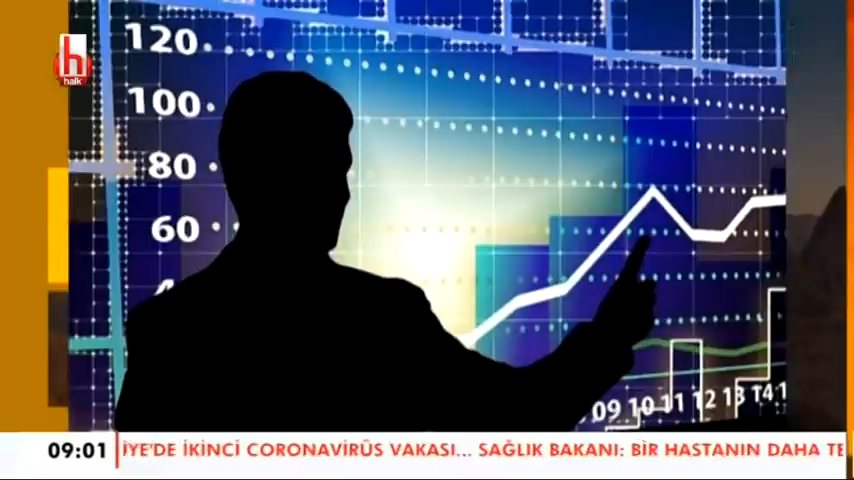 120
h
halk
100
80
60
09 10 11 12 13 14
09:01 İYE'DE İKİNCİ CORONAVİRÜS VAKASI... SAĞLIK BAKANI: BİR HASTANIN DAHA TE